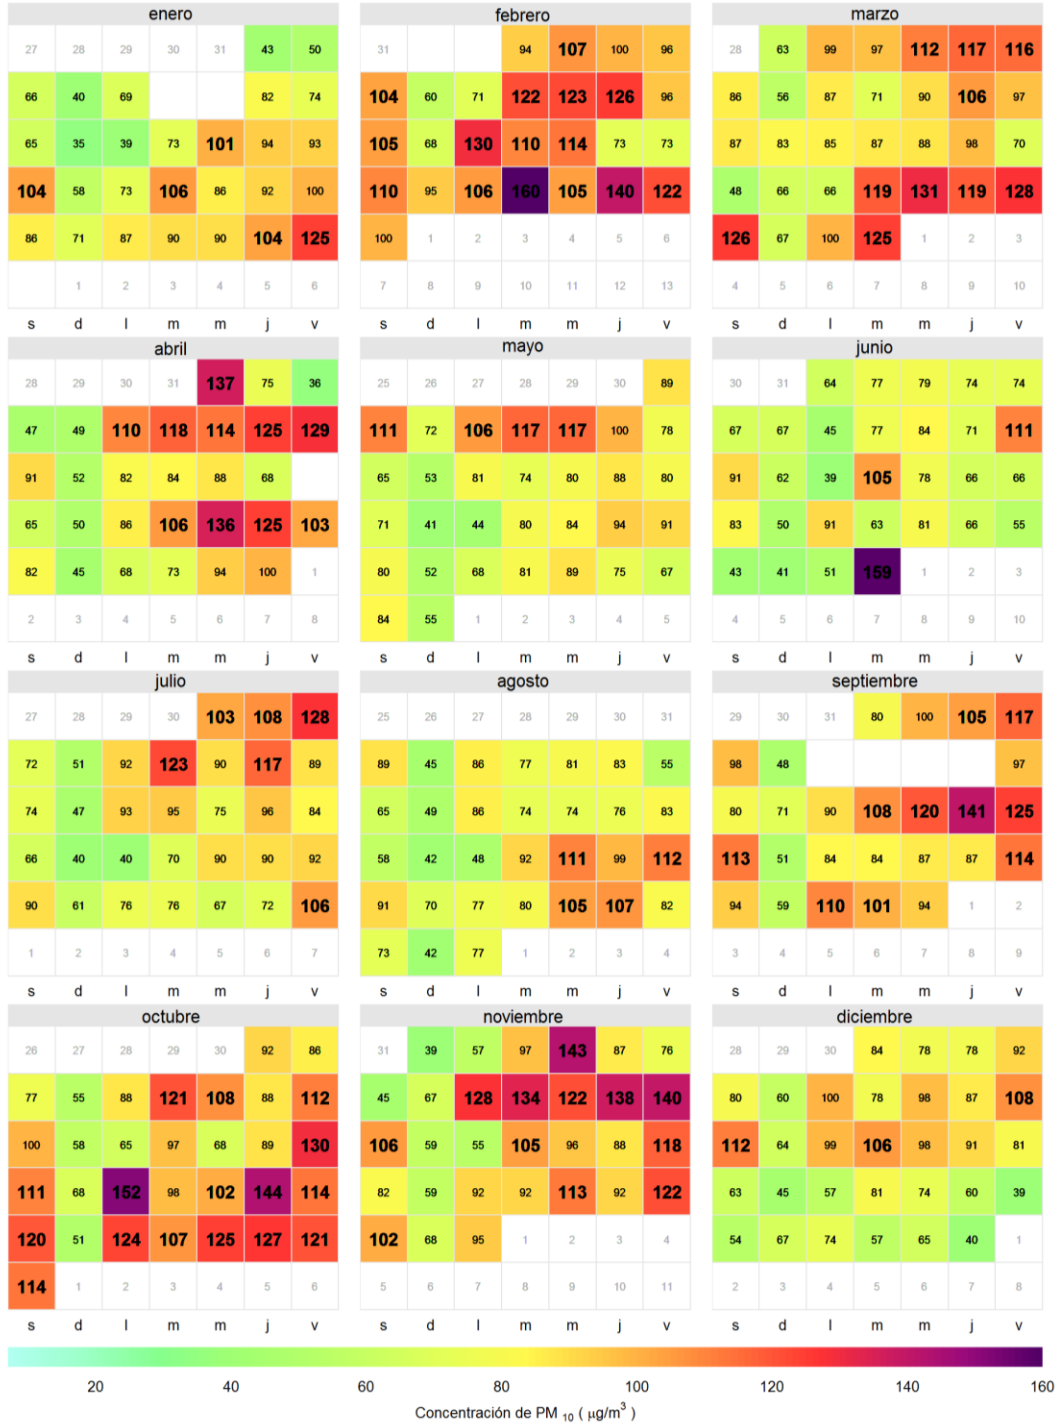 enero febrero marzo
27 28 29 30 31 43 50 31 94 107 100 96 28 63 99 97 112 117 116
66 40 69 82 74 104 60 71 122 123 126 96 86 56 87 71 90 106 97
65 35 39 73 101 94 93 105 68 130 110 114 73 73 87 83 85 87 88 98 70
104 58 73 106 86 92 100 110 95 106 160 105 140 122 48 66 66 119 131 119 128
86 71 87 90 90 104 125 100 1 2 3 4 5 6 126 67 100 125 1 2 3
1 2 3 4 5 6 7 8 9 10 11 12 13 4 5 6 7 8 9 10
s d l m m j v s d l m m j v s d l m m j v
abril mayo junio
28 29 30 31 137 75 36 25 26 27 28 29 30 89 30 31 64 77 79 74 74
47 49 110 118 114 125 129 111 72 106 117 117 100 78 67 67 45 77 84 71 111
91 52 82 84 88 68 65 53 81 74 80 88 80 91 62 39 105 78 66 66
65 50 86 106 136 125 103 71 41 44 80 84 94 91 83 50 91 63 81 66 55
82 45 68 73 94 100 1 80 52 68 81 89 75 67 43 41 51 159 1 2 3
2 3 4 5 6 7 8 84 55 1 2 3 4 5 4 5 6 7 8 9 10
s d l m m j v s d l m m j v s d l m m j v
julio agosto septiembre
27 28 29 30 103 108 128 25 26 27 28 29 30 31 29 30 31 80 100 105 117
72 51 92 123 90 117 89 89 45 86 77 81 83 55 98 48 97
74 47 93 95 75 96 84 65 49 86 74 74 76 83 80 71 90 108 120 141 125
66 40 40 70 90 90 92 58 42 48 92 111 99 112 113 51 84 84 87 87 114
90 61 76 76 67 72 106 91 70 77 80 105 107 82 94 59 110 101 94 1 2
1 2 3 4 5 6 7 73 42 77 1 2 3 4 3 4 5 6 7 8 9
s d l m m j v s d l m m j v s d l m m j v
octubre noviembre diciembre
26 27 28 29 30 92 86 31 39 57 97 143 87 76 28 29 30 84 78 78 92
77 55 88 121 108 88 112 45 67 128 134 122 138 140 80 60 100 78 98 87 108
100 58 65 97 68 89 130 106 59 55 105 96 88 118 112 64 99 106 98 91 81
111 68 152 98 102 144 114 82 59 92 92 113 92 122 63 45 57 81 74 60 39
120 51 124 107 125 127 121 102 68 95 1 2 3 4 54 67 74 57 65 40 1
114 1 2 3 4 5 6 5 6 7 8 9 10 11 2 3 4 5 6 7 8
s d l m m j v s d l m m j v s d l m m j v
20 40 60 80 100 120 140 160
Concentración de PM 10 ( μg/m³ )